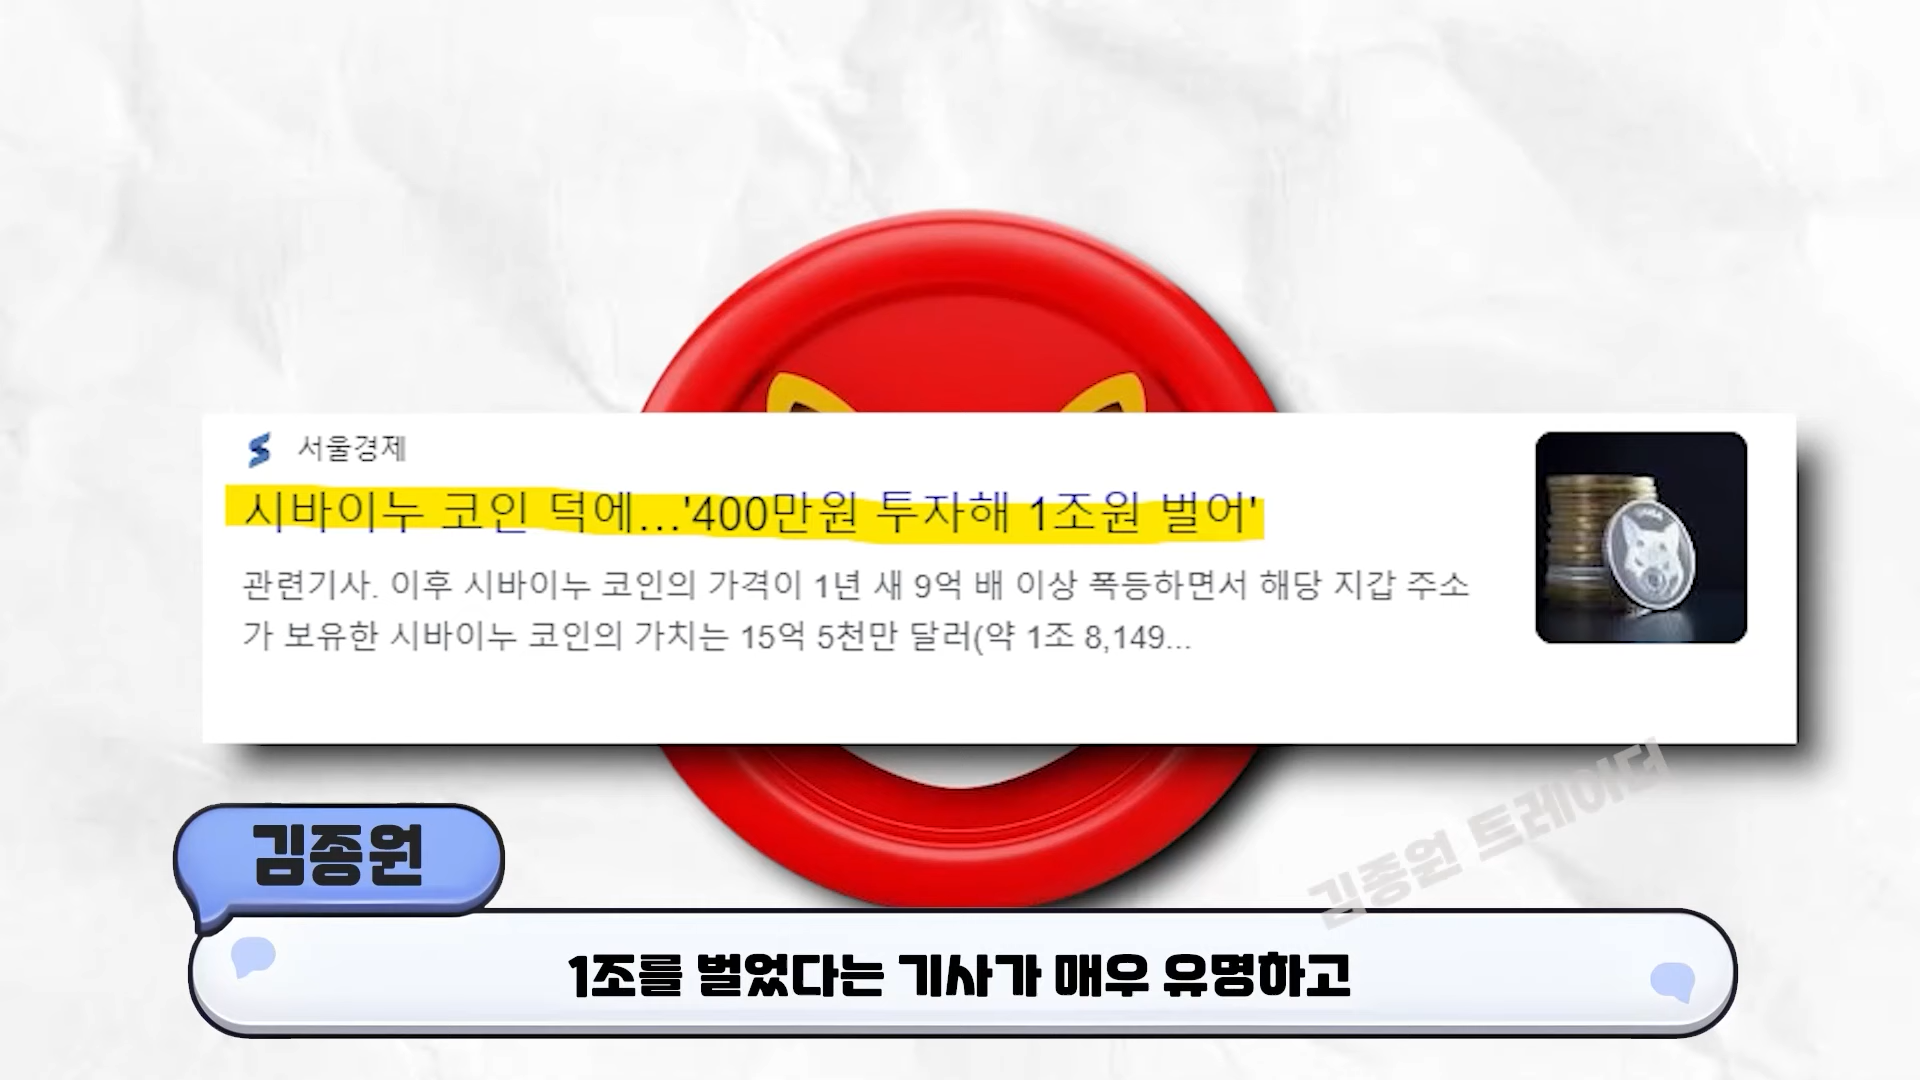 서울경제
시바이누 코인 덕에...'400만원 투자해 1조원 벌어'
관련기사. 이후 시바이누 코인의 가격이 1년 새 9억 배 이상 폭등하면서 해당 지갑 주소
가 보유한 시바이누 코인의 가치는 15억 5천만 달러(약 1조 8,149...
김종원 트레이더
김종원
1조를 벌었다는 기사가 매우 유명하고